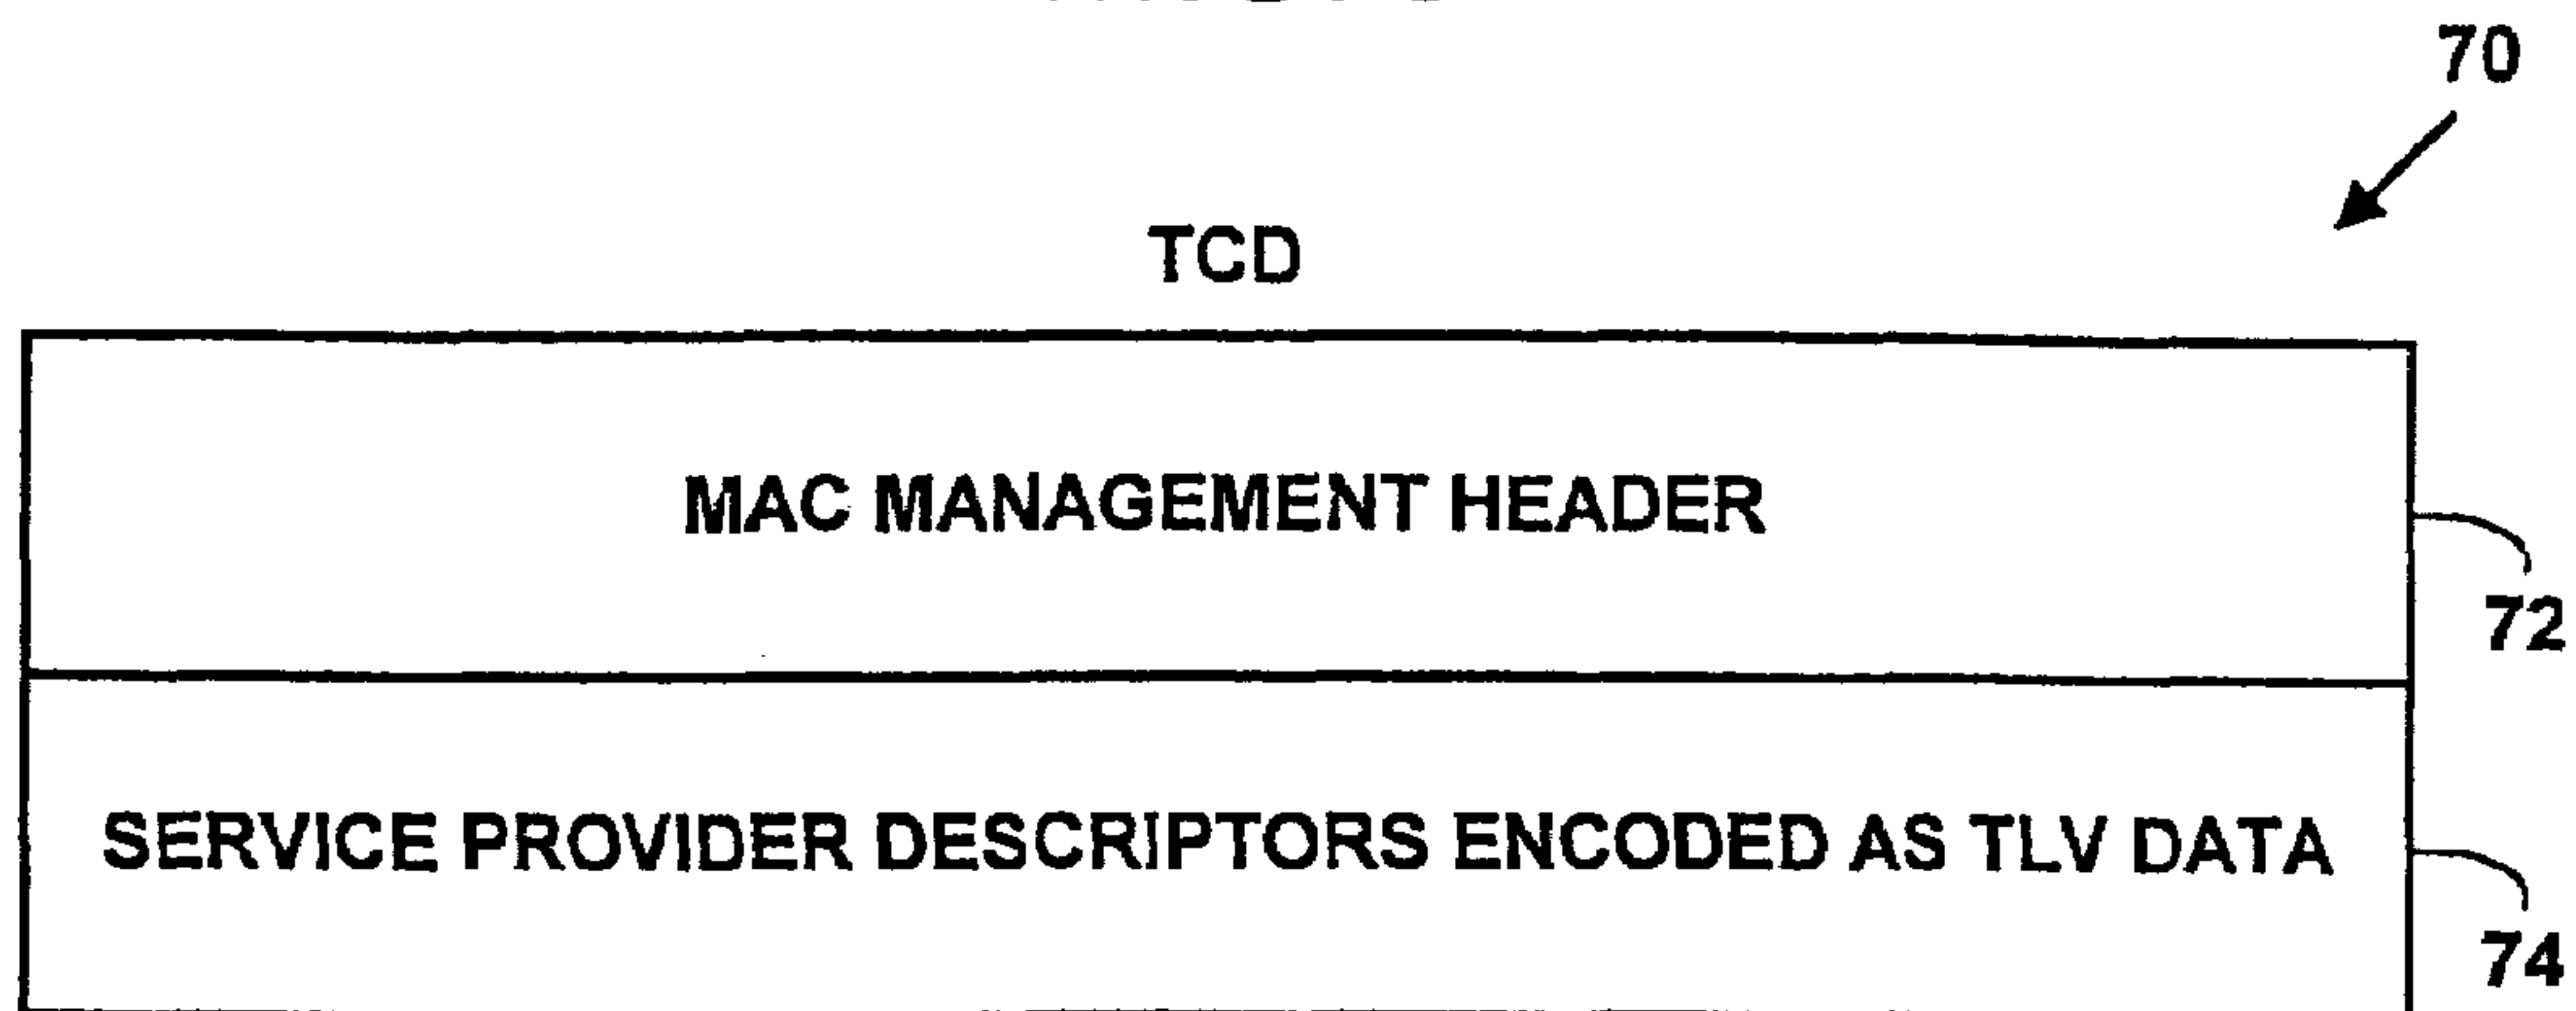 70
TCD
MAC MANAGEMENT HEADER
72
SERVICE PROVIDER DESCRIPTORS ENCODED AS TLV DATA
74